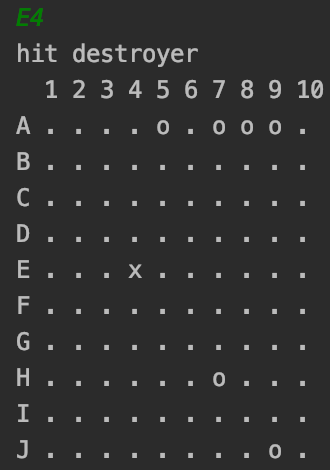 E4
hit destroyer
  1 2 3 4 5 6 7 8 9 10
A . . . . o . o o o .
B . . . . . . . . . .
C . . . . . . . . . .
D . . . . . . . . . .
E . . . x . . . . . .
F . . . . . . . . . .
G . . . . . . . . . .
H . . . . . . o . . .
I . . . . . . . . . .
J . . . . . . . . o .